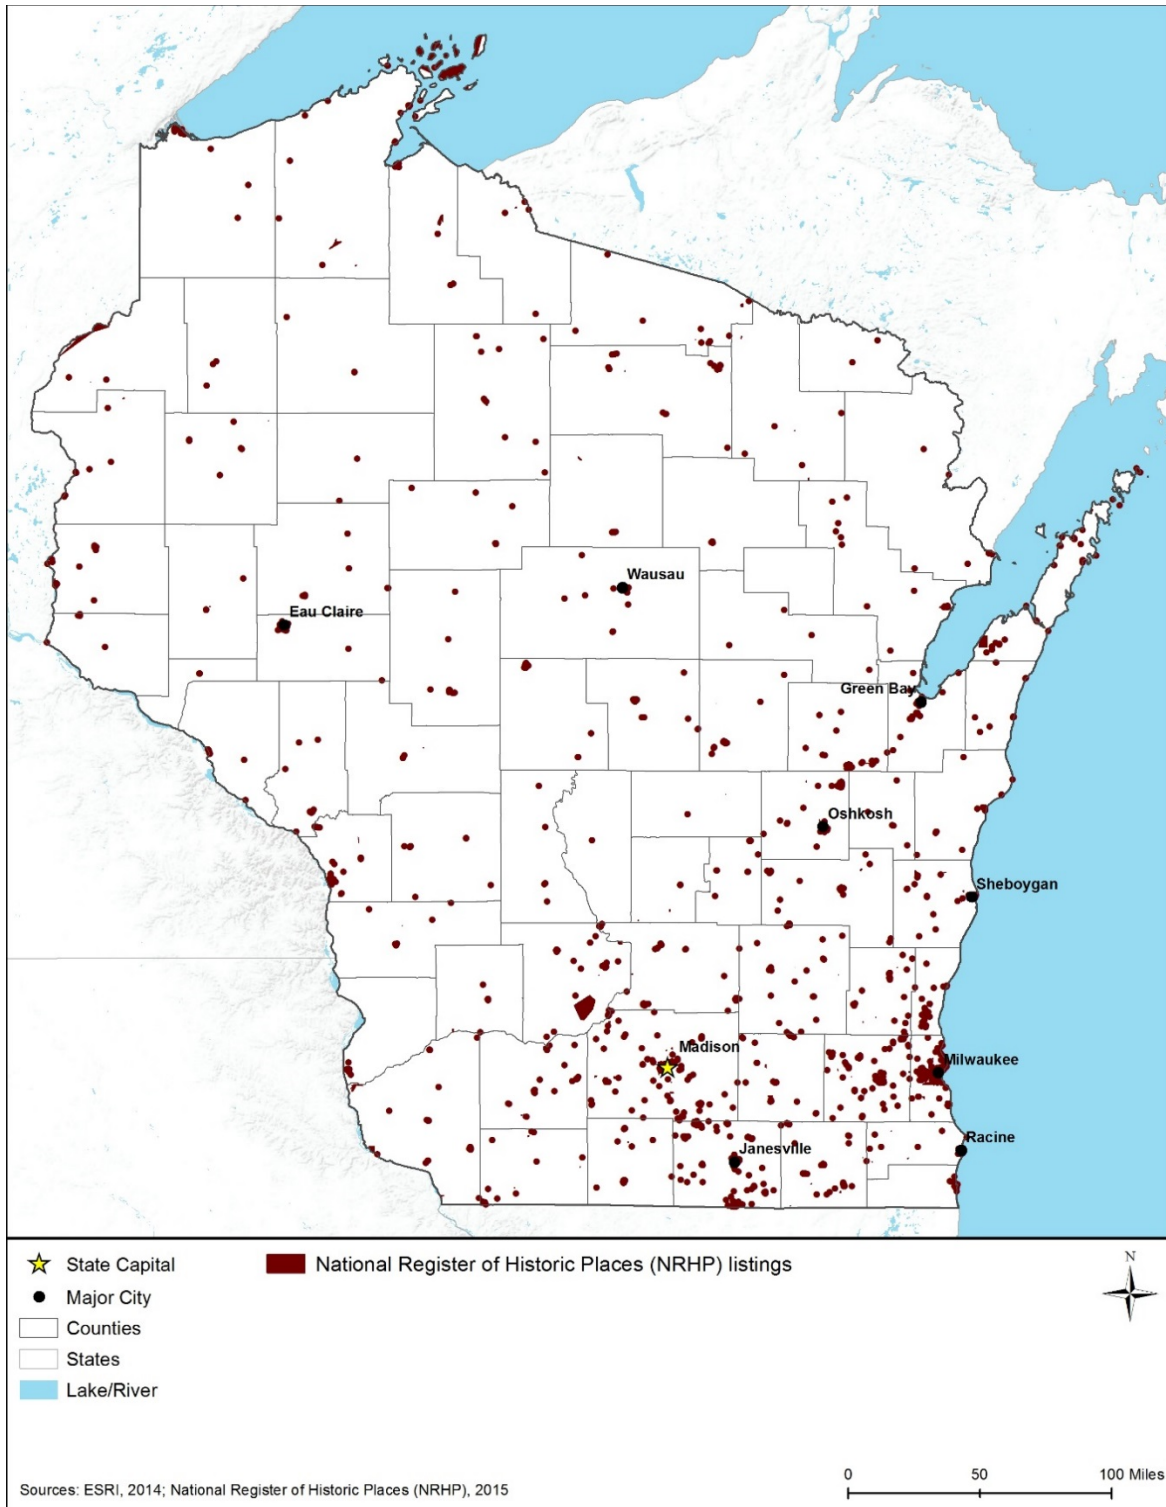 Wausau
Eau Claire
Green Bay
Oshkosh
Sheboygan
Madison
Milwaukee
Racine
Janesville
State Capital
National Register of Historic Places (NRHP) listings
N
Major City
Counties
States
Lake/River
0 50 100 Miles
Sources: ESRI, 2014; National Register of Historic Places (NRHP), 2015